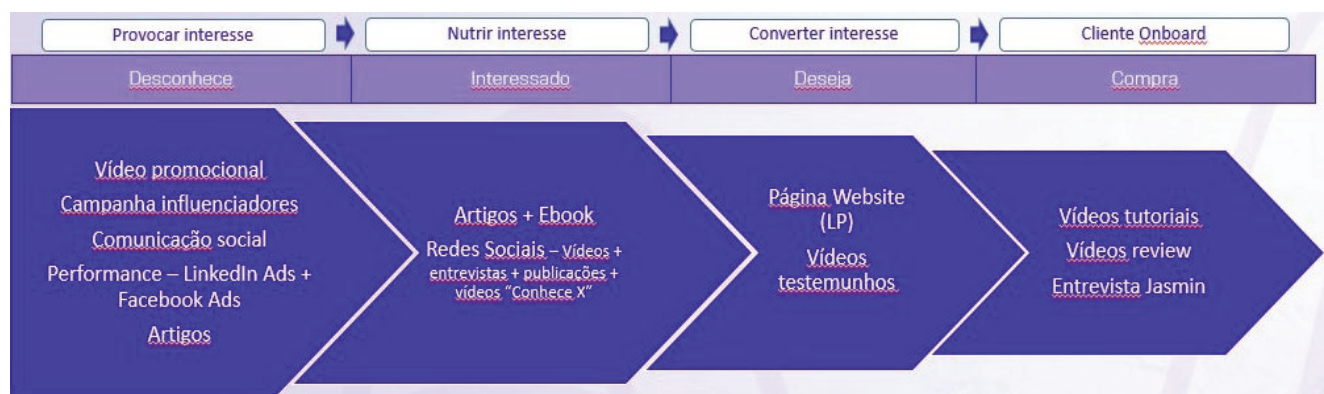 Provocar interesse
Nutrir interesse
Converter interesse
Cliente Onboard
Desconhece
Interessado
Deseja
Compra
Vídeo promocional
Campanha influenciadores
Comunicação social
Performance – LinkedIn Ads +
Facebook Ads
Artigos
Artigos + Ebook
Redes Sociais – Vídeos +
entrevistas + publicações +
vídeos “Conhece X”
Página Website
(LP)
Vídeos
testemunhos
Vídeos tutoriais
Vídeos review
Entrevista Jasmin